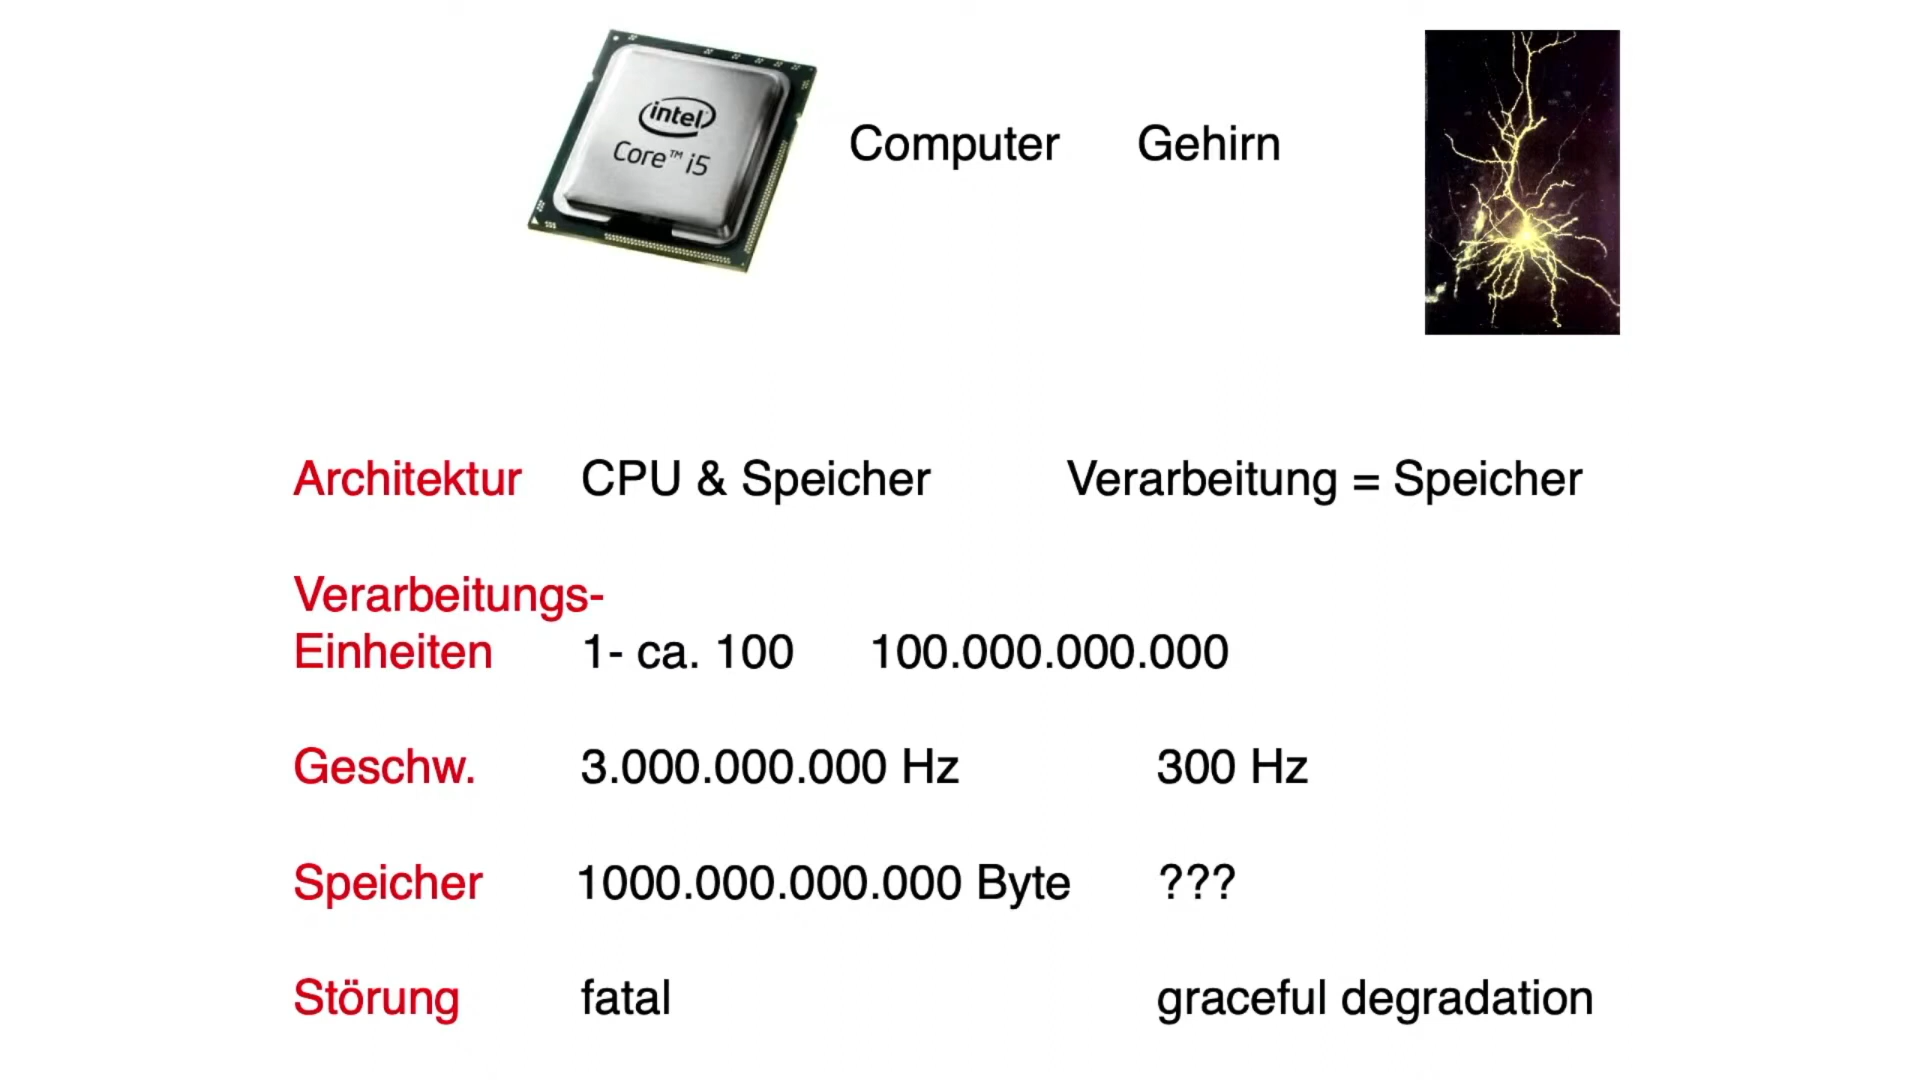 intel
Core™ i5
Computer Gehirn
Architektur CPU & Speicher Verarbeitung = Speicher
Verarbeitungs-
Einheiten 1- ca. 100 100.000.000.000
Geschw. 3.000.000.000 Hz 300 Hz
Speicher 1000.000.000.000 Byte ???
Störung fatal graceful degradation